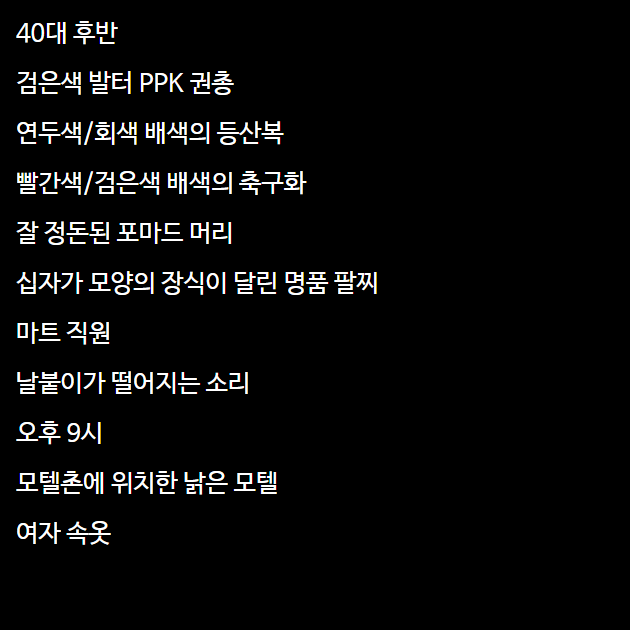 40대 후반
검은색 발터 PPK 권총
연두색/회색 배색의 등산복
빨간색/검은색 배색의 축구화
잘 정돈된 포마드 머리
십자가 모양의 장식이 달린 명품 팔찌
마트 직원
날붙이가 떨어지는 소리
오후 9시
모텔촌에 위치한 낡은 모텔
여자 속옷